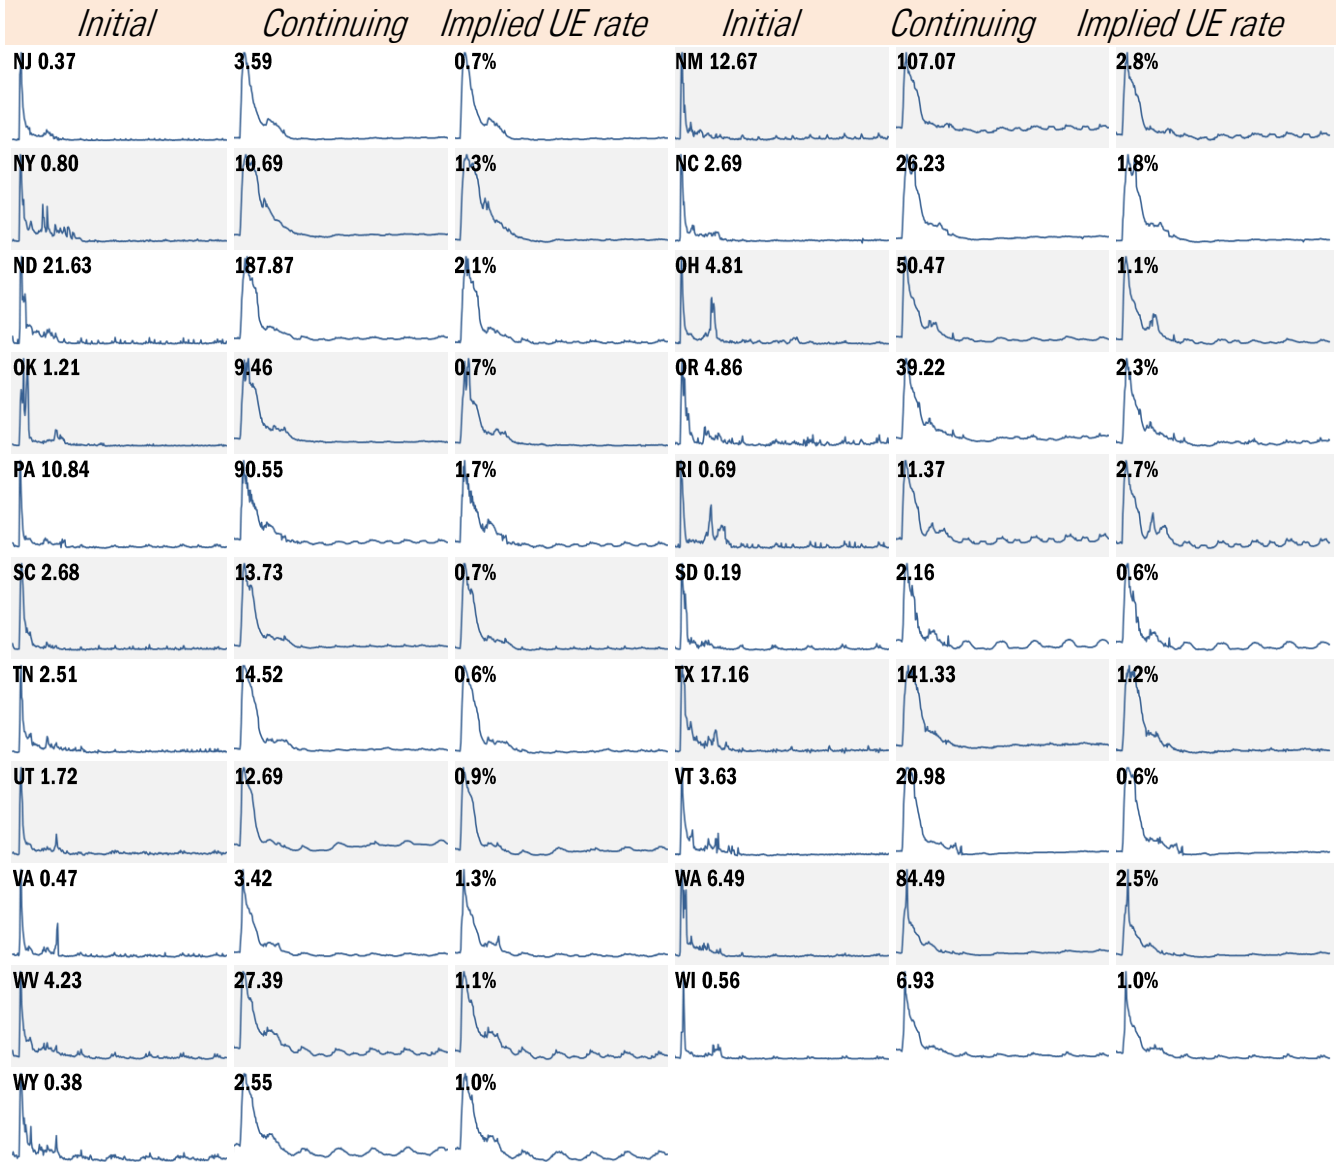 Initial Continuing Implied UE rate Initial Continuing Implied UE rate
NJ 0.37 3.59 0.7% NM 12.67 107.07 2.8%
NY 0.80 10.69 1.3% NC 2.69 26.23 1.8%
ND 21.63 187.87 2.1% OH 4.81 50.47 1.1%
OK 1.21 9.46 0.7% OR 4.86 39.22 2.3%
PA 10.84 90.55 1.7% RI 0.69 11.37 2.7%
SC 2.68 13.73 0.7% SD 0.19 2.16 0.6%
TN 2.51 14.52 0.6% TX 17.16 141.33 1.2%
UT 1.72 12.69 0.9% VT 3.63 20.98 0.6%
VA 0.47 3.42 1.3% WA 6.49 84.49 2.5%
WV 4.23 27.39 1.1% WI 0.56 6.93 1.0%
WY 0.38 2.55 1.0%